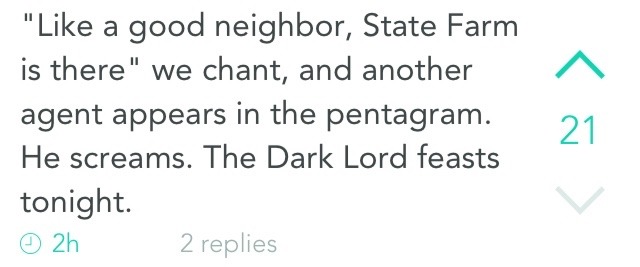 "Like a good neighbor, State Farm
is there" we chant, and another
agent appears in the pentagram.
He screams. The Dark Lord feasts
tonight.
21
2h 2 replies